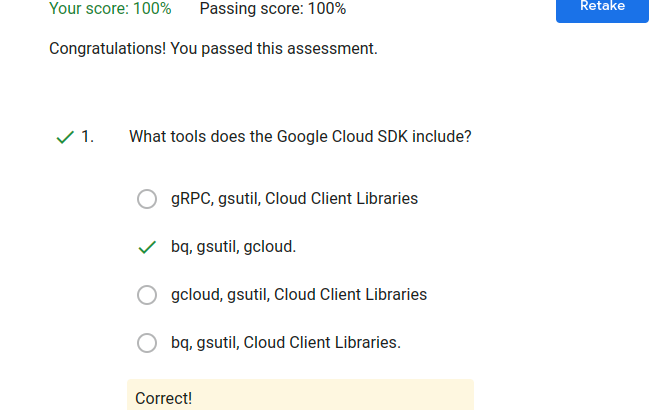 Your score: 100% Passing score: 100% Retake
Congratulations! You passed this assessment.
1. What tools does the Google Cloud SDK include?
gRPC, gsutil, Cloud Client Libraries
bq, gsutil, gcloud.
gcloud, gsutil, Cloud Client Libraries
bq, gsutil, Cloud Client Libraries.
Correct!